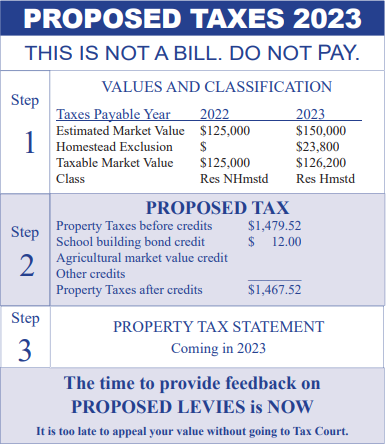 PROPOSED TAXES 2023
THIS IS NOT A BILL. DO NOT PAY.
Step
1
VALUES AND CLASSIFICATION
Taxes Payable Year 2022 2023
Estimated Market Value $125,000 $150,000
Homestead Exclusion $ $23,800
Taxable Market Value $125,000 $126,200
Class Res NHmstd Res Hmstd
Step
2
PROPOSED TAX
Property Taxes before credits $1,479.52
School building bond credit $ 12.00
Agricultural market value credit
Other credits
Property Taxes after credits $1,467.52
Step
3
PROPERTY TAX STATEMENT
Coming in 2023
The time to provide feedback on
PROPOSED LEVIES is NOW
It is too late to appeal your value without going to Tax Court.